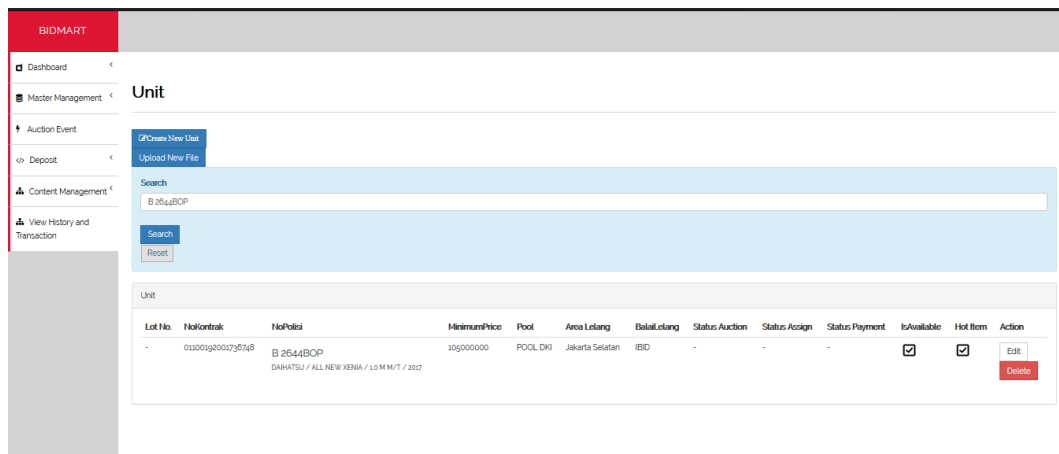 BIDMART
Dashboard
Master Management
Auction Event
Deposit
Content Management
View History and
Transaction
Unit
Create New Unit
Upload New File
Search
B 2644BOP
Search
Reset
Unit
Lot No. NoKontrak NoPolisi MinimumPrice Pool Area Lelang BalaiLelang Status Auction Status Assign Status Payment IsAvailable Hot Item Action
- 01100192001736748 B 2644BOP 105000000 POOL DKI Jakarta Selatan IBID - - - Edit
DAIHATSU / ALL NEW XENIA / 1.0 M M/T / 2017
Delete